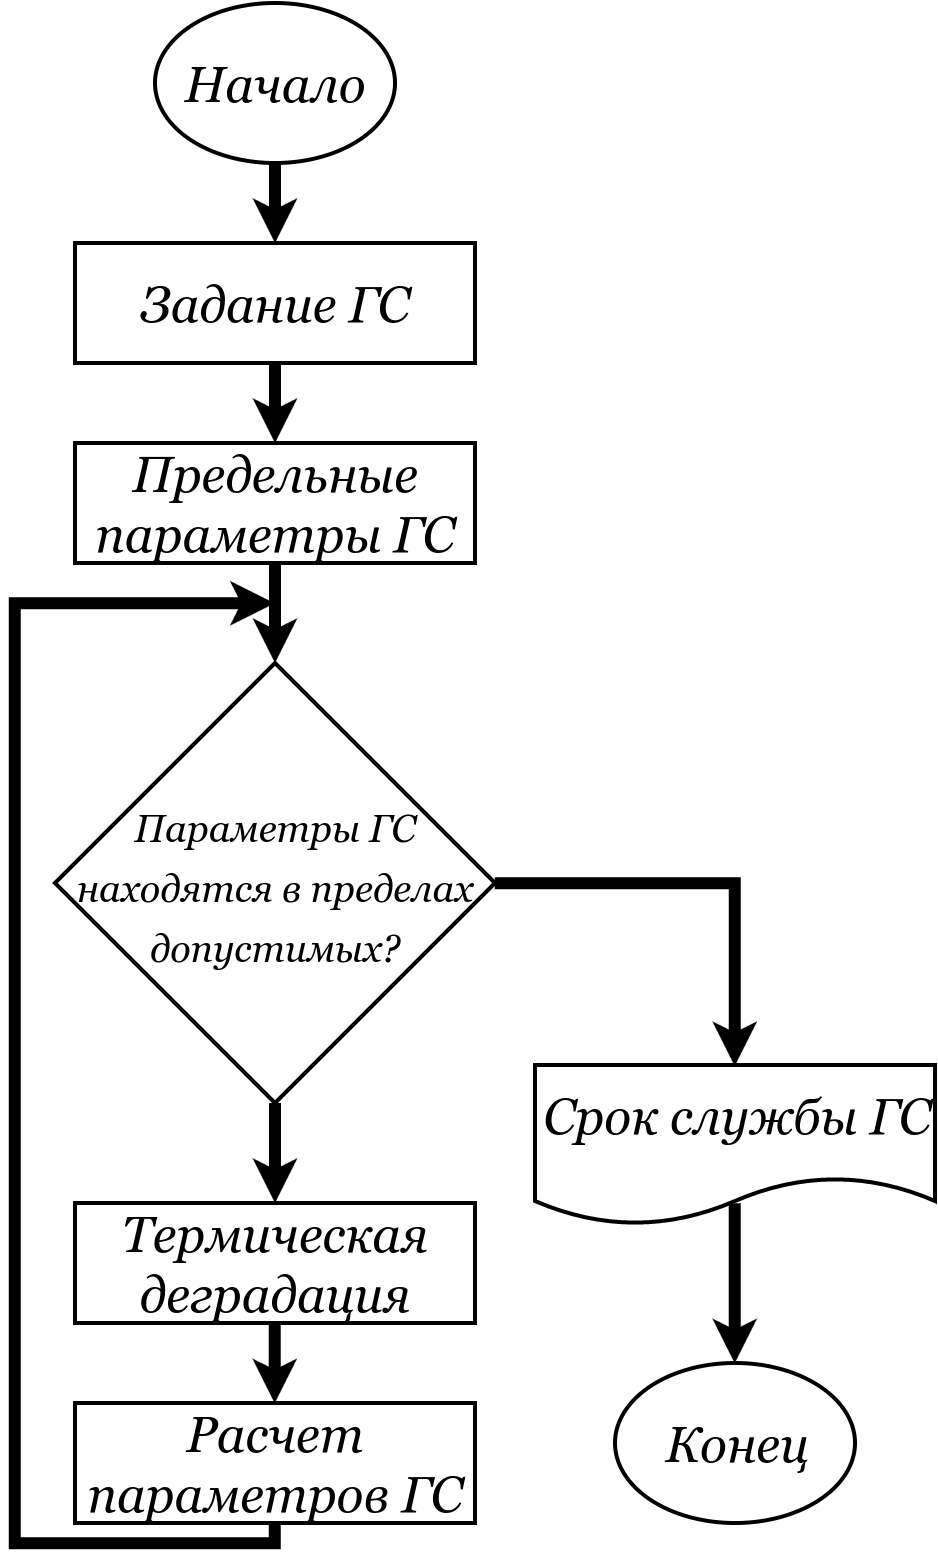 Начало
Задание ГС
Предельные
параметры ГС
Параметры ГС
находятся в пределах
допустимых?
Срок службы ГС
Термическая
деградация
Расчет
параметров ГС
Конец